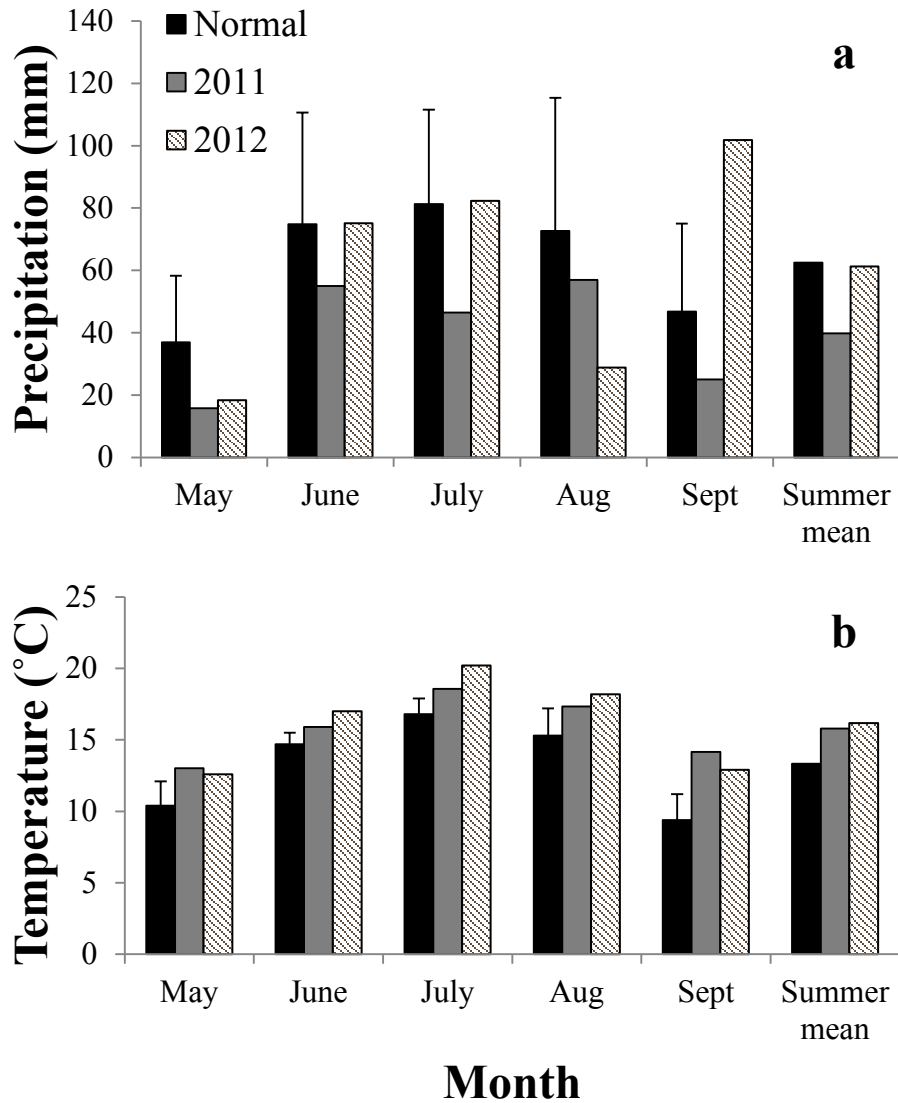 Precipitation (mm)
140
120
100
80
60
40
20
0
Normal
2011
2012
a
May June July Aug Sept Summer
mean
Temperature (˚C)
25
20
15
10
5
0
b
May June July Aug Sept Summer
mean
Month